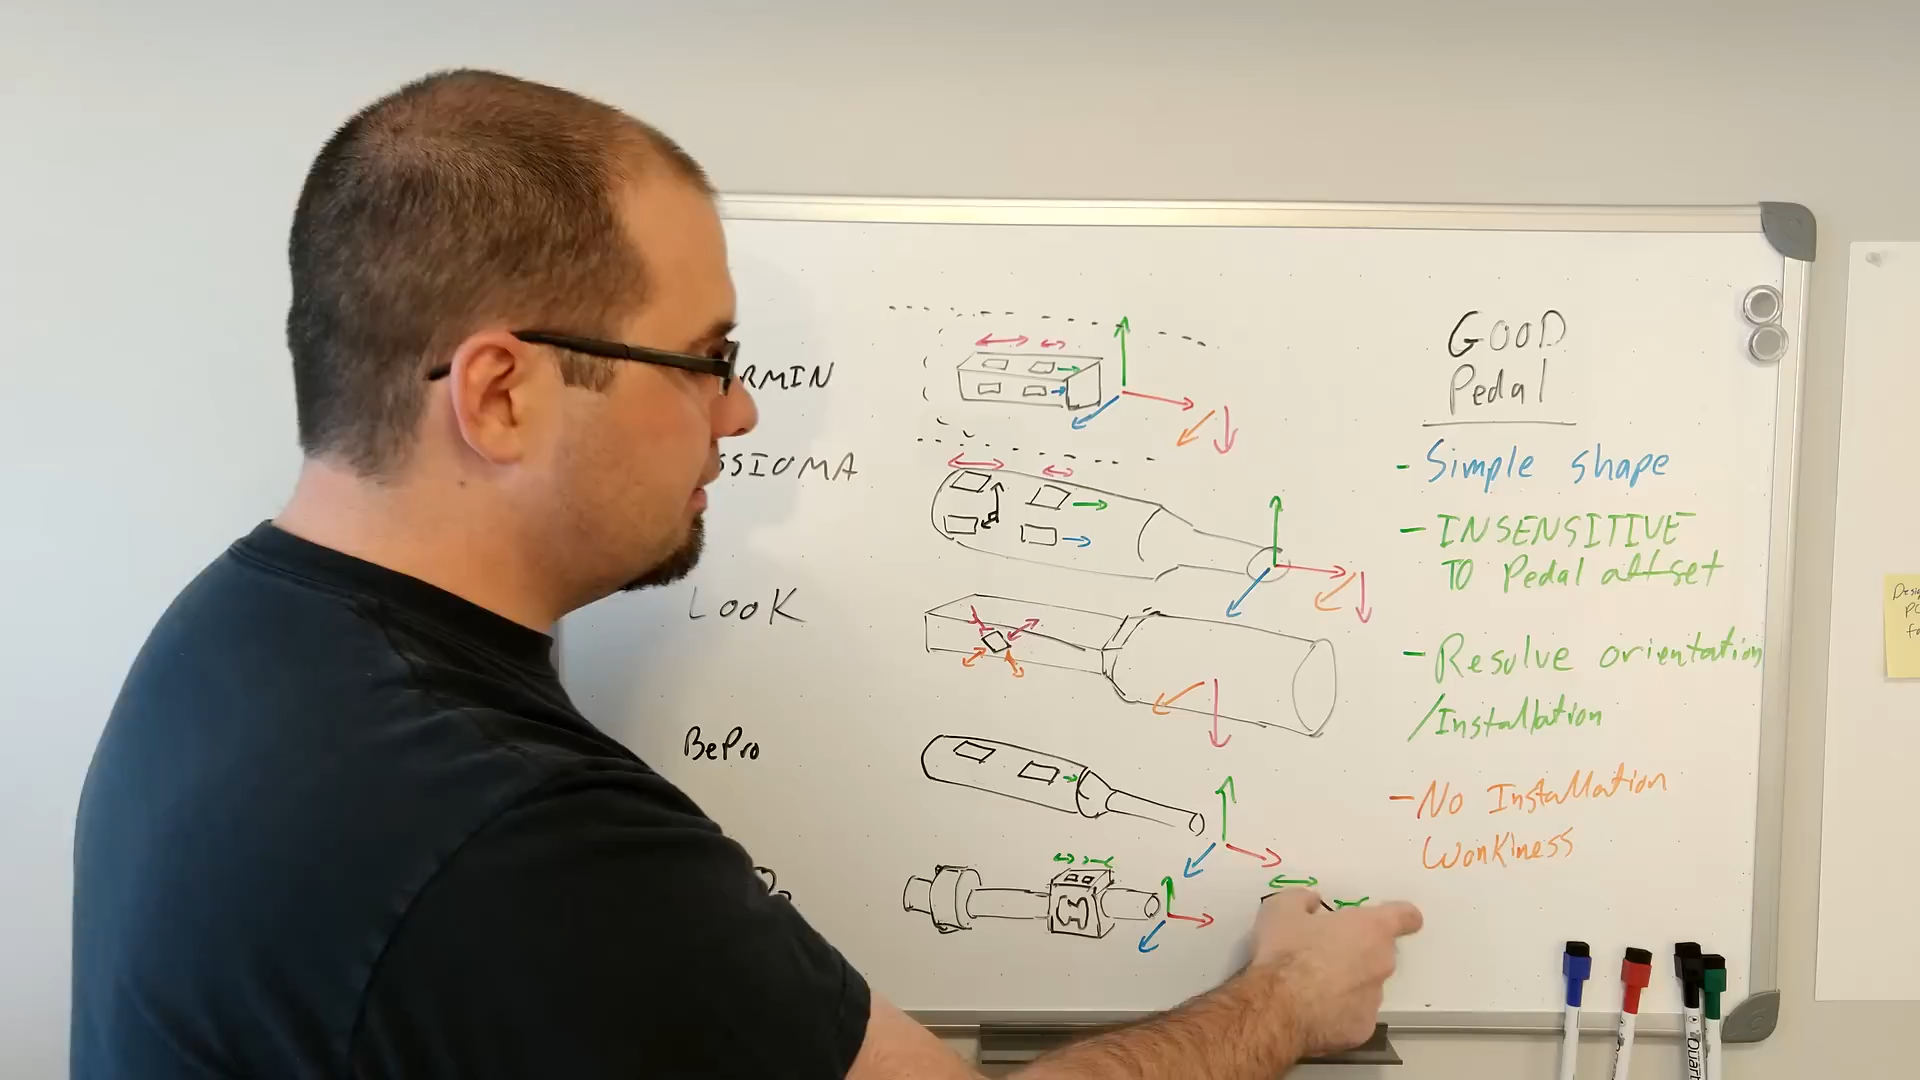 RMIN
SSIOMA
LOOK
BePro
GOOD
Pedal
- Simple shape
- INSENSITIVE
TO Pedal offset
- Resolve orientation
/Installation
- No Installation
Wonkiness